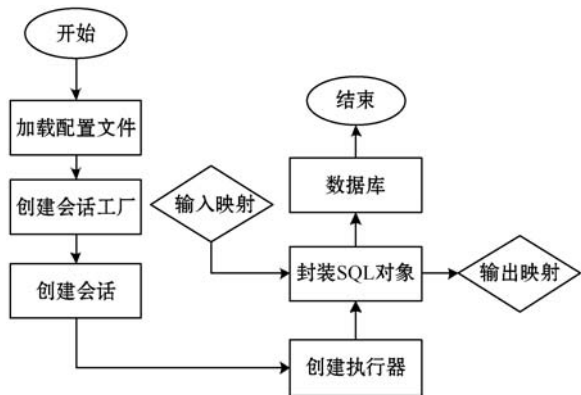 开始
加载配置文件
创建会话工厂
创建会话
创建执行器
输入映射
封装SQL对象
输出映射
数据库
结束